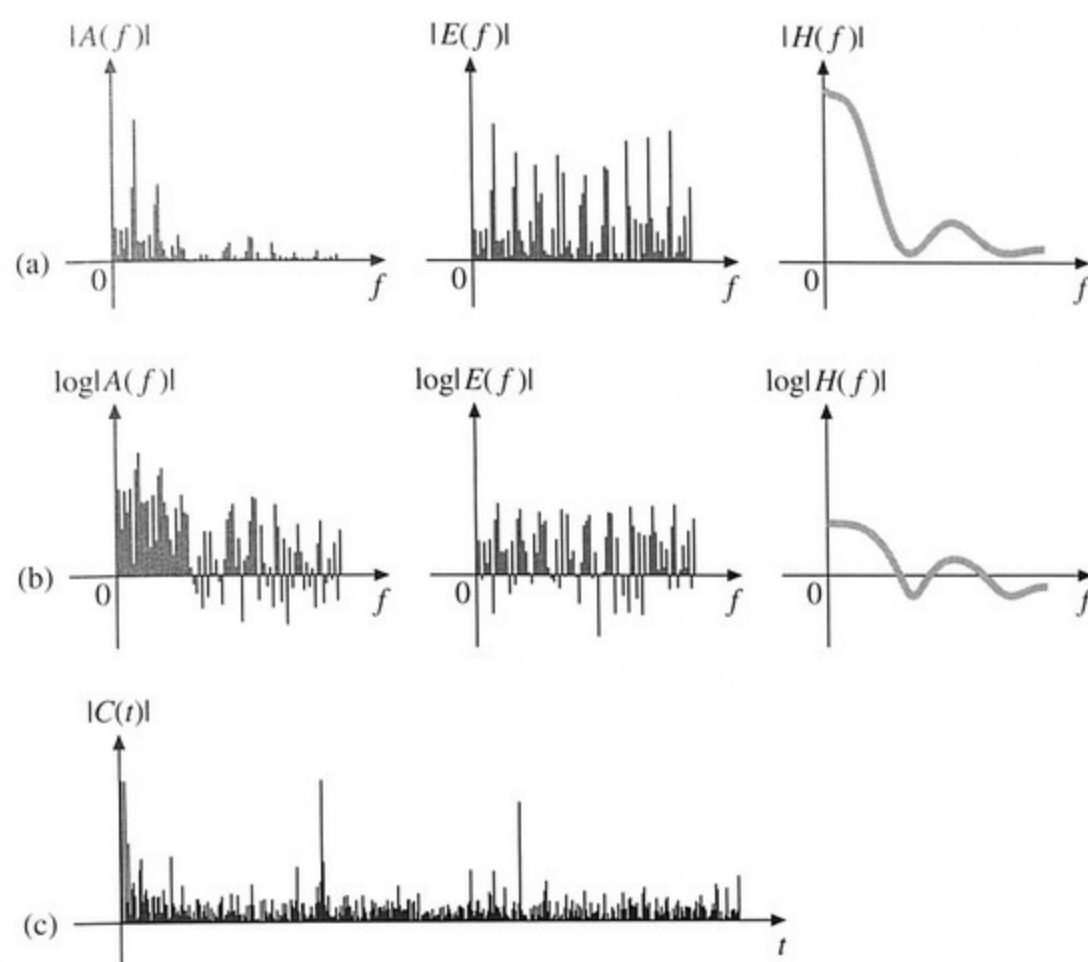 |A(f)| |E(f)| |H(f)|
(a) 0 f 0 f 0 f
log|A(f)| log|E(f)| log|H(f)|
(b) 0 f 0 f 0 f
|C(t)|
(c) t